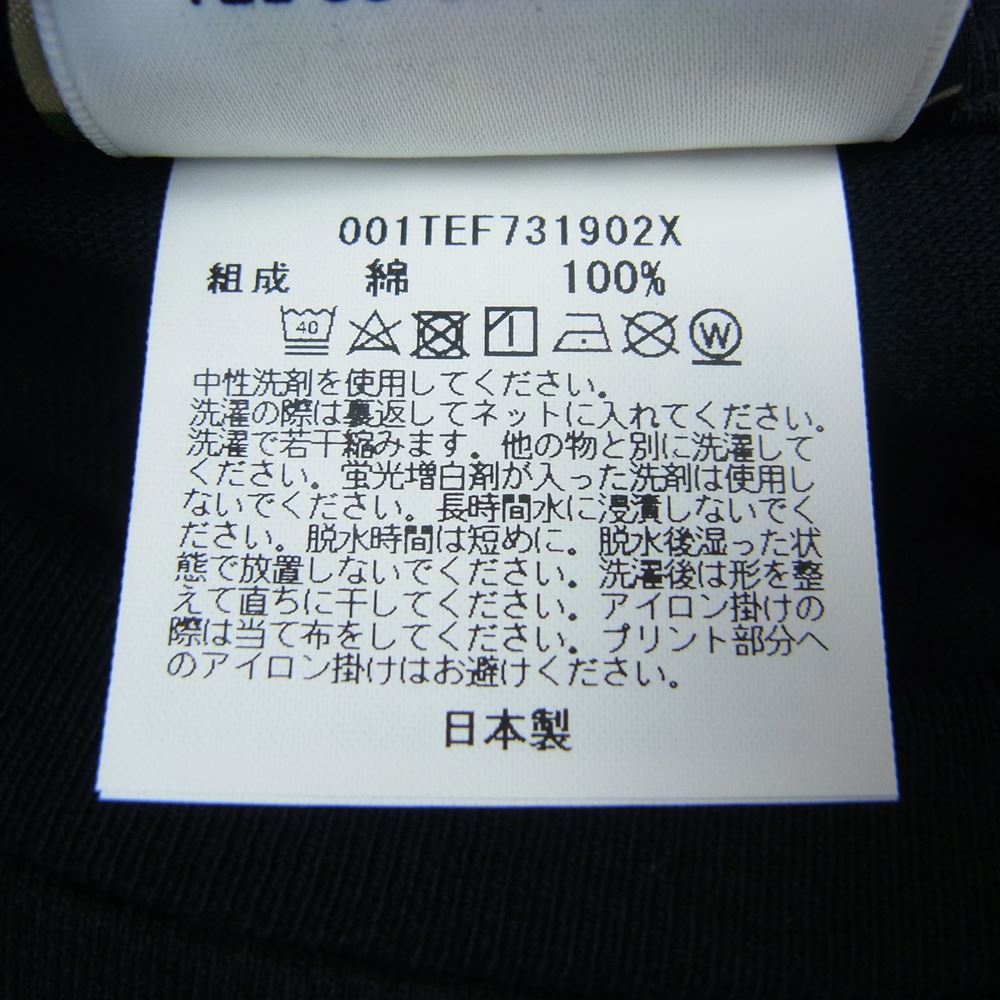 001TEF731902X
組成 綿 100%
40 W
中性洗剤を使用してください。
洗濯の際は裏返してネットに入れてください。
洗濯で若干縮みます。他の物と別に洗濯して
ください。蛍光増白剤が入った洗剤は使用し
ないでください。長時間水に浸漬しないでく
ださい。脱水時間は短めに。脱水後湿った状
態で放置しないでください。洗濯後は形を整
えて直ちに干してください。アイロン掛けの
際は当て布をしてください。プリント部分へ
のアイロン掛けはお避けください。
日本製